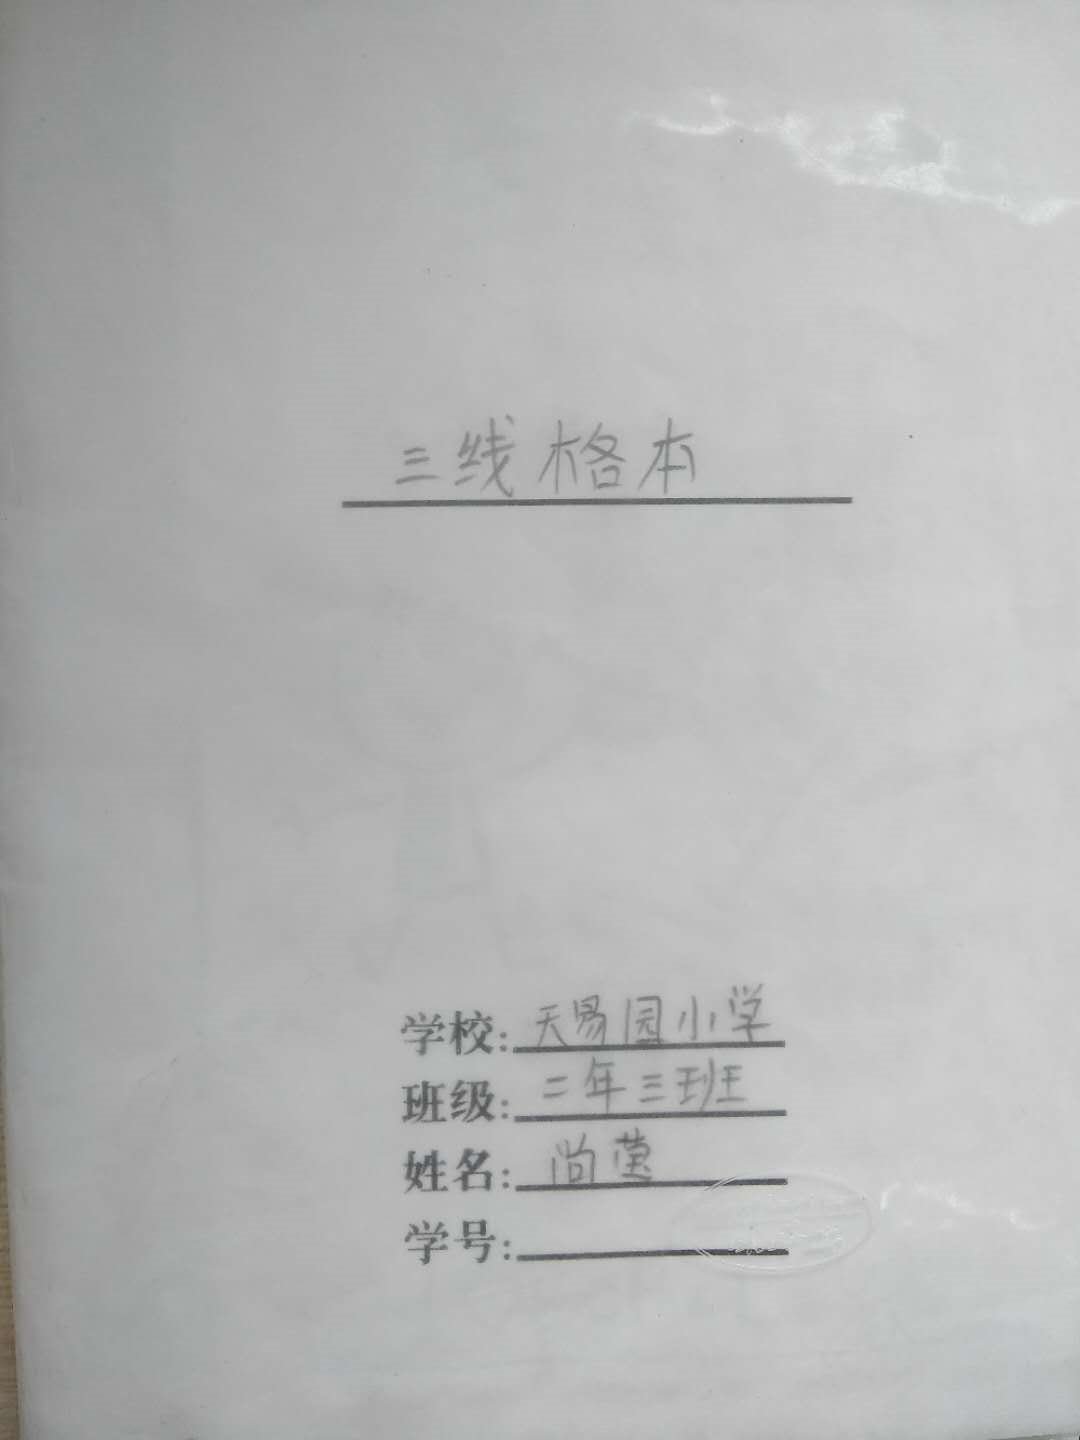 三线格本
学校: 天易园小学
班级: 二年三班
姓名: 尚莹
学号: